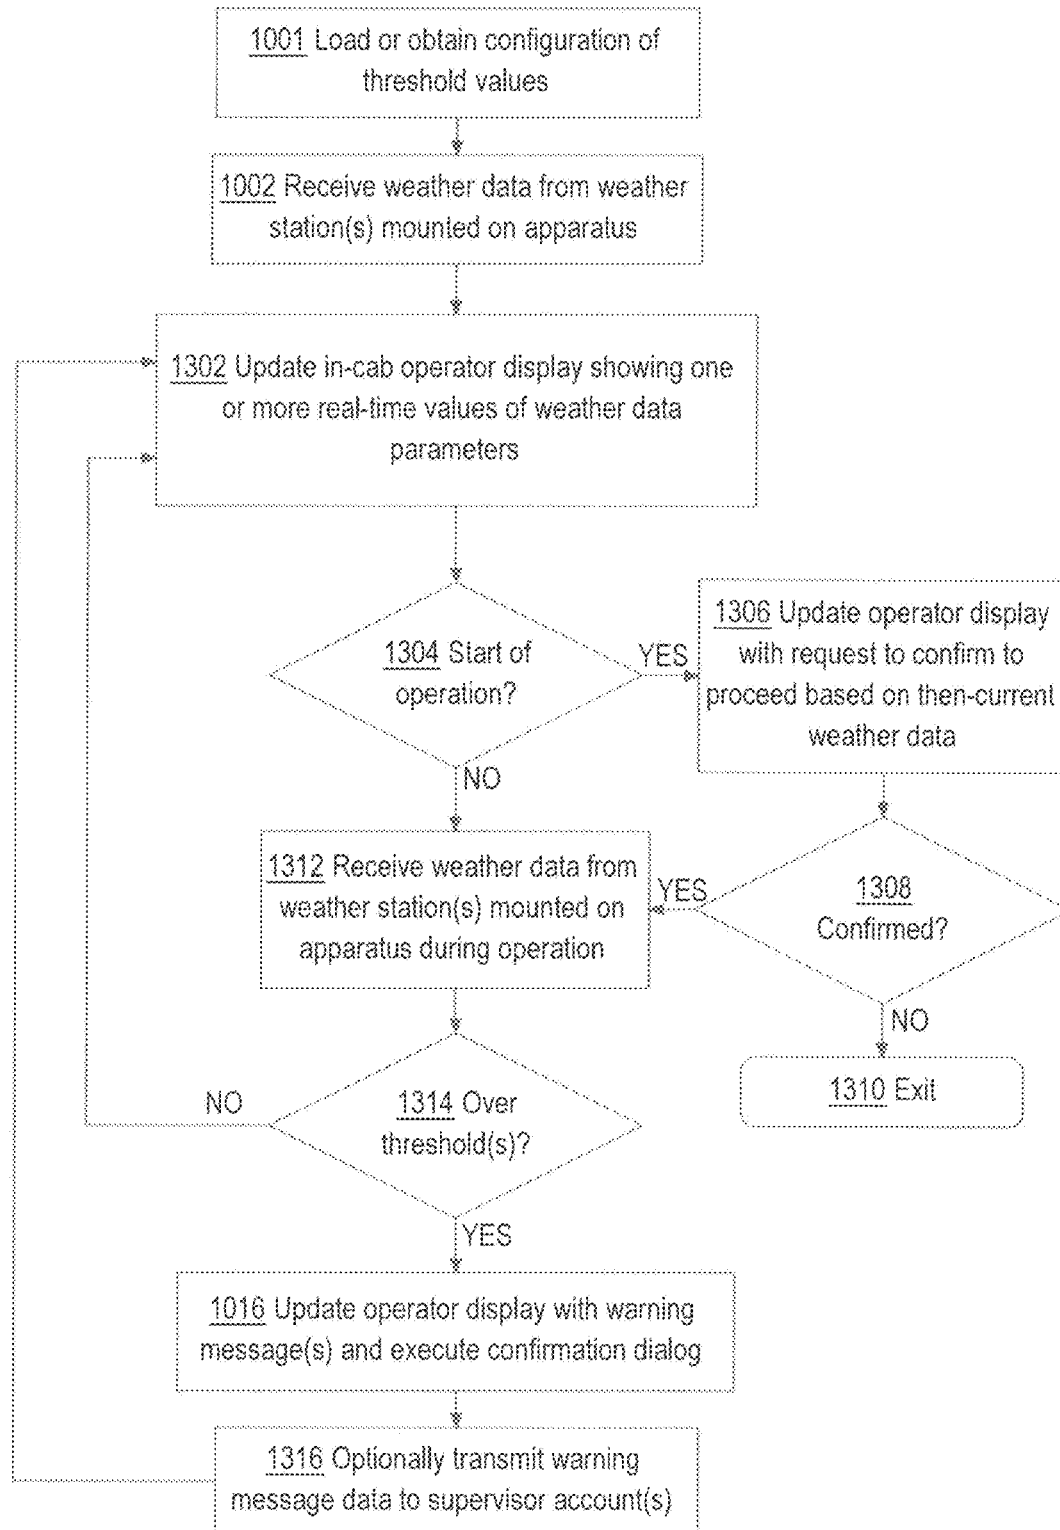 1001 Load or obtain configuration of
threshold values
1002 Receive weather data from weather
station(s) mounted on apparatus
1302 Update in-cab operator display showing one
or more real-time values of weather data
parameters
1304 Start of
operation?
YES
1306 Update operator display
with request to confirm to
proceed based on then-current
weather data
NO
1312 Receive weather data from
weather station(s) mounted on
apparatus during operation
YES
1308
Confirmed?
NO
1310 Exit
NO
1314 Over
threshold(s)?
YES
1016 Update operator display with warning
message(s) and execute confirmation dialog
1316 Optionally transmit warning
message data to supervisor account(s)